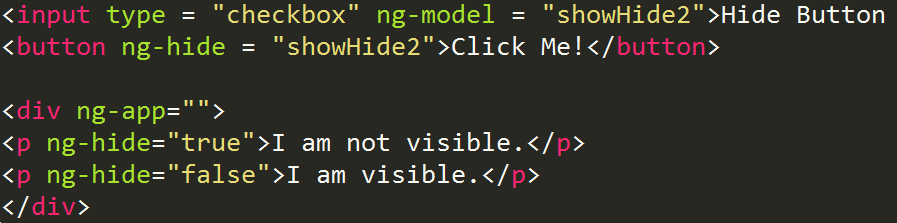 <input type = "checkbox" ng-model = "showHide2">Hide Button
<button ng-hide = "showHide2">Click Me!</button>
<div ng-app="">
<p ng-hide="true">I am not visible.</p>
<p ng-hide="false">I am visible.</p>
</div>